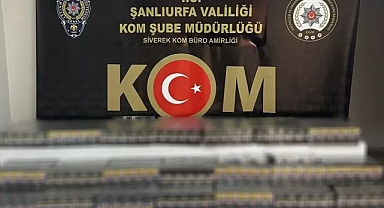 ŞANLIURFA VALİLİĞİ
KOM ŞUBE MÜDÜRLÜĞÜ
SİVEREK KOM BÜRO AMİRLİĞİ
KOM